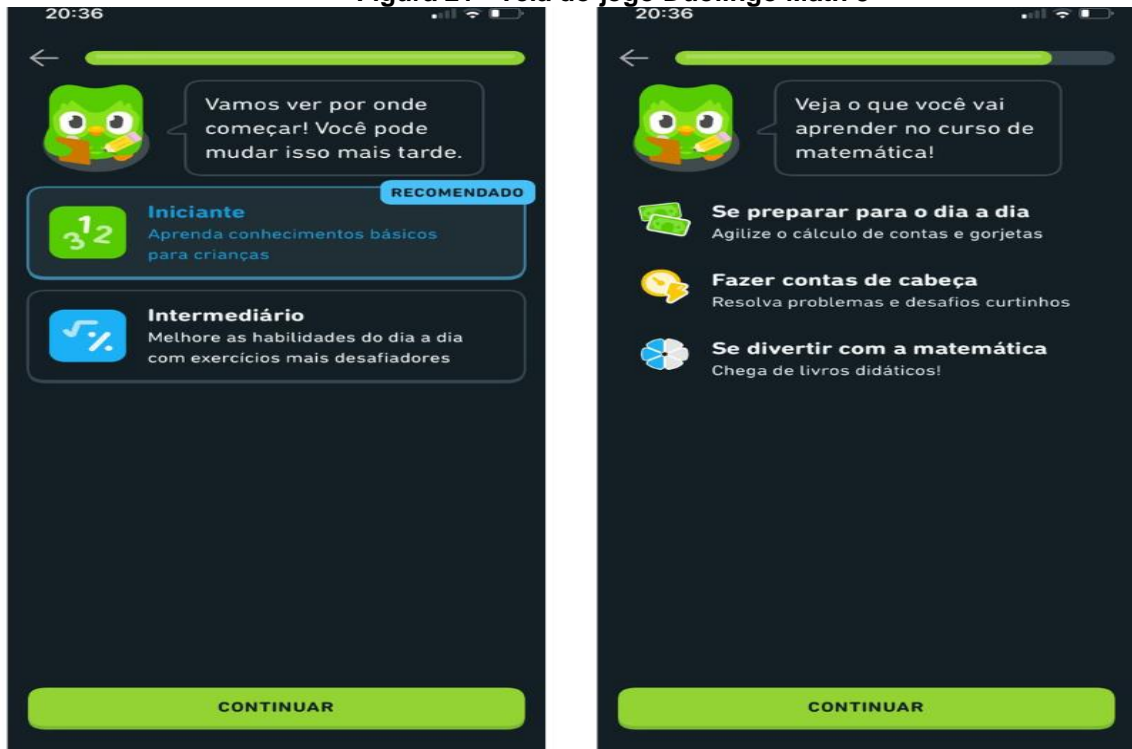 20:36
Vamos ver por onde
começar! Você pode
mudar isso mais tarde.
RECOMENDADO
Iniciante
Aprenda conhecimentos básicos
para crianças
Intermediário
Melhore as habilidades do dia a dia
com exercícios mais desafiadores
CONTINUAR
20:36
Veja o que você vai
aprender no curso de
matemática!
Se preparar para o dia a dia
Agilize o cálculo de contas e gorjetas
Fazer contas de cabeça
Resolva problemas e desafios curtinhos
Se divertir com a matemática
Chega de livros didáticos!
CONTINUAR